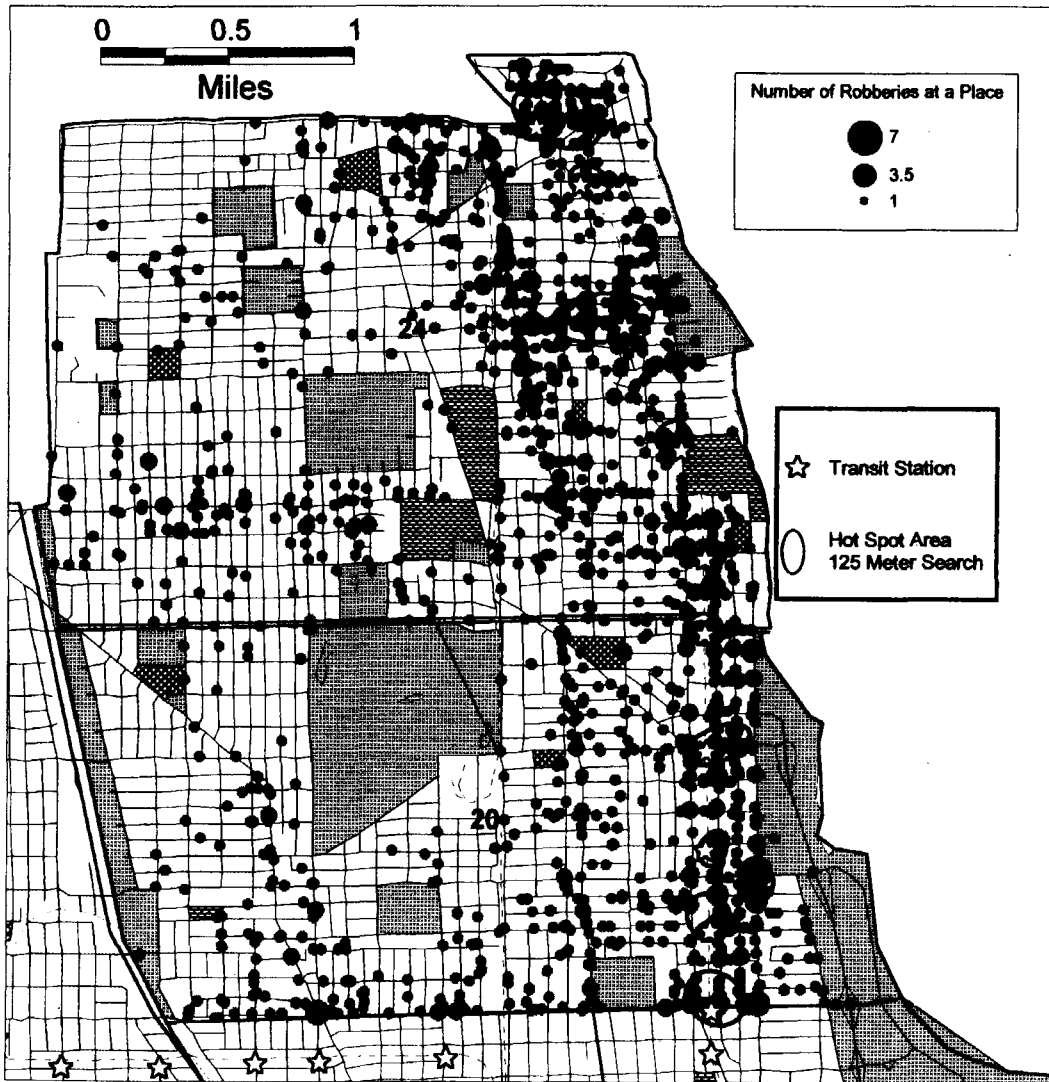 0 0.5 1
Miles
Number of Robberies at a Place
7
3.5
1
24
Transit Station
Hot Spot Area
125 Meter Search
20